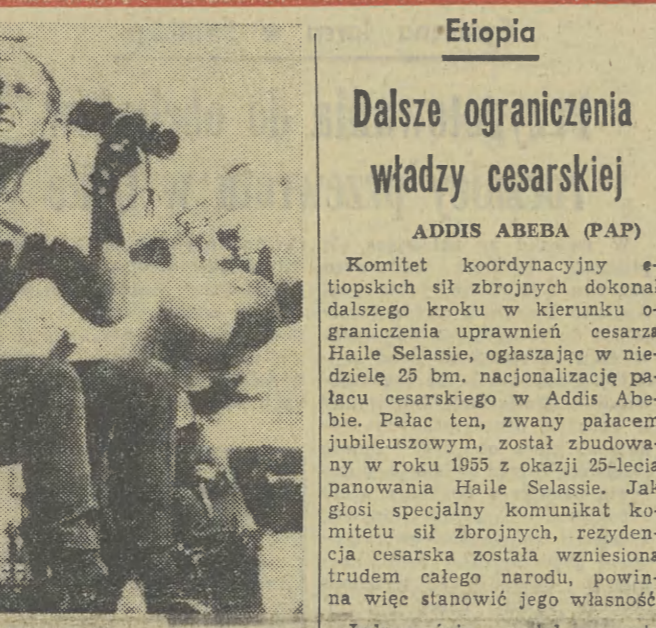 Etiopia
Dalsze ograniczenia
władzy cesarskiej
ADDIS ABEBA (PAP)
Komitet koordynacyjny e-
tiopskich sił zbrojnych dokonał
dalszego kroku w kierunku o-
graniczenia uprawnień cesarza
Haile Selassie, ogłaszając w nie-
dzielę 25 bm. nacjonalizację pa-
łacu cesarskiego w Addis Abe-
bie. Pałac ten, zwany pałacem
jubileuszowym, został zbudowa-
ny w roku 1955 z okazji 25-lecia
panowania Haile Selassie. Jak
głosi specjalny komunikat ko-
mitetu sił zbrojnych, rezyden-
cja cesarska została wzniesiona
trudem całego narodu, powin-
na więc stanowić jego własność